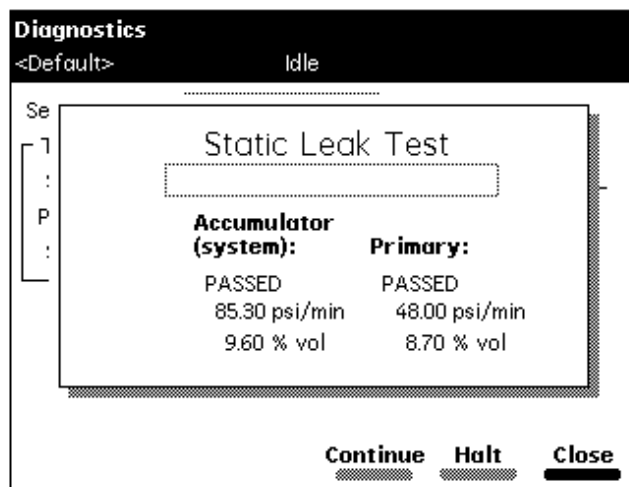 Diagnostics
<Default> Idle
Se
Static Leak Test
Accumulator
(system): Primary:
P
PASSED PASSED
85.30 psi/min 48.00 psi/min
9.60 % vol 8.70 % vol
Continue Halt Close